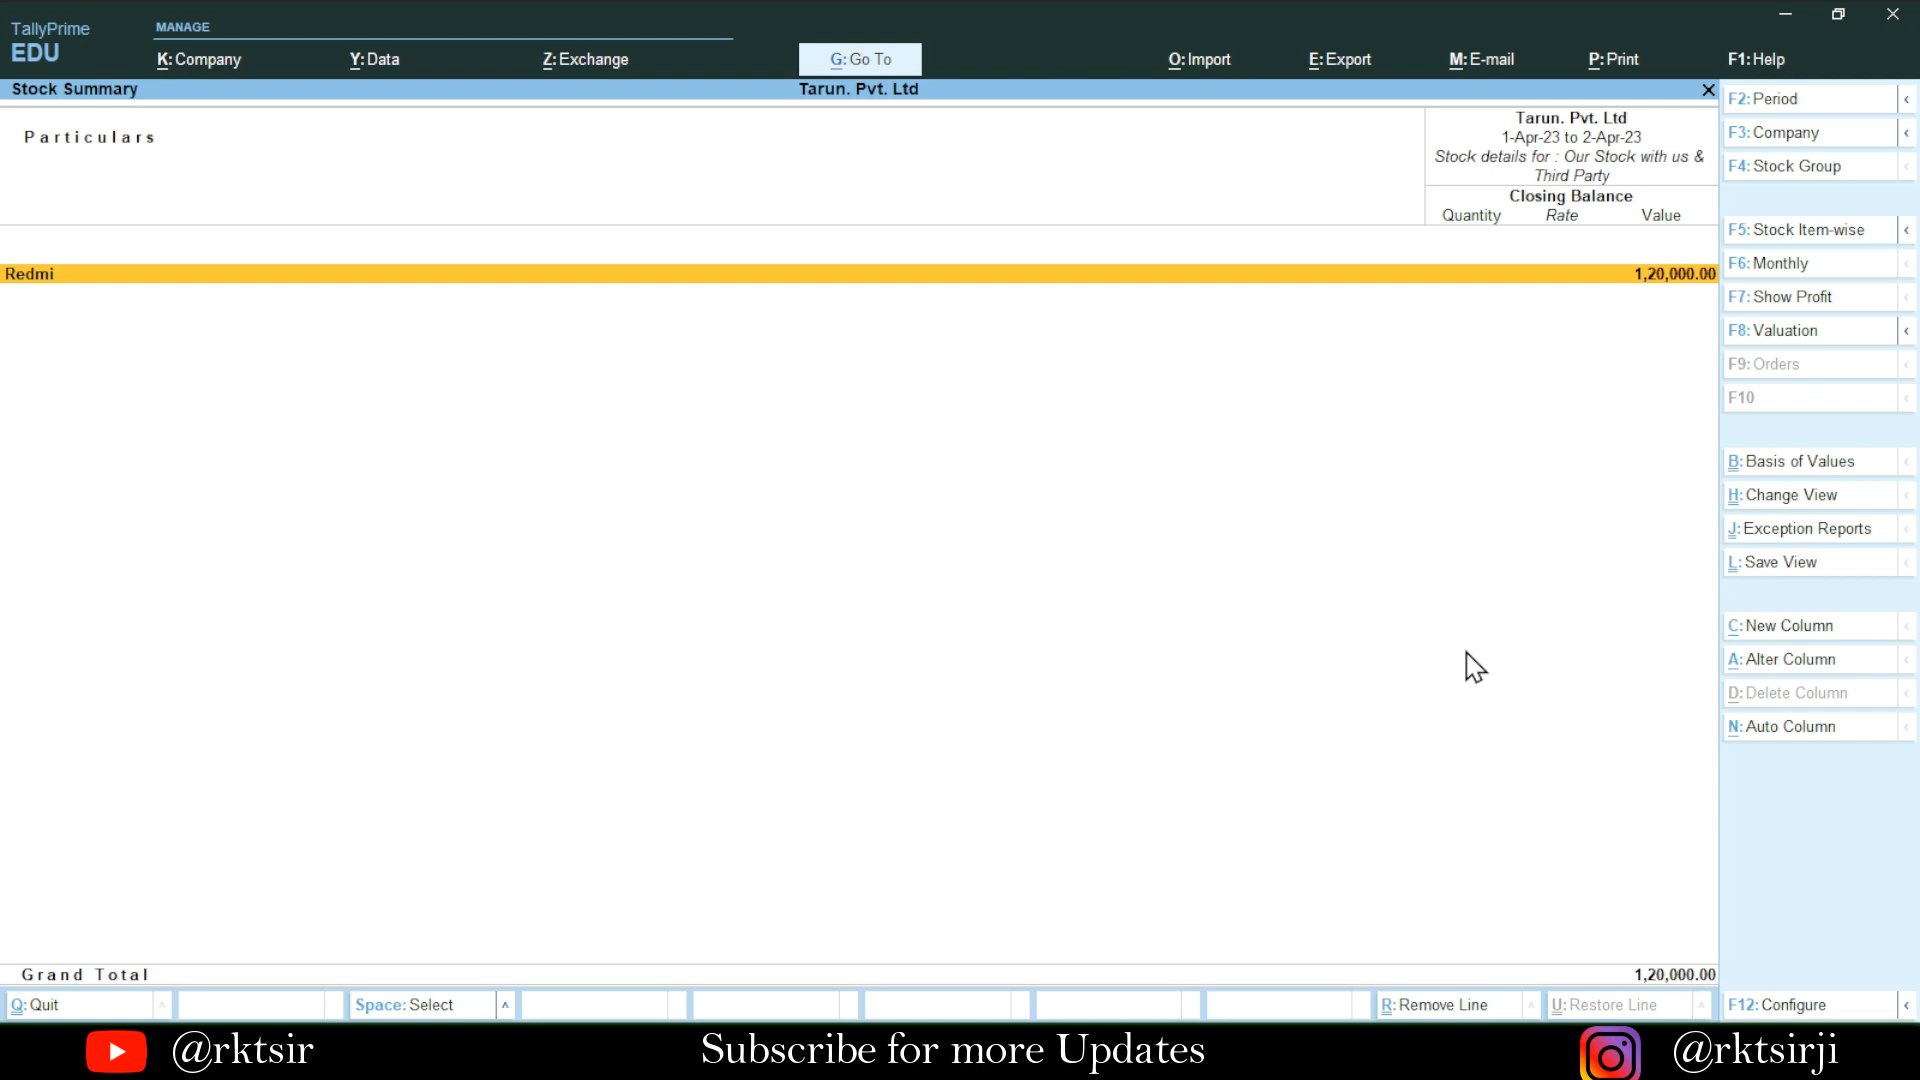 TallyPrime
EDU
MANAGE
K: Company
Y: Data
Z: Exchange
G: Go To
O: Import
E: Export
M: E-mail
P: Print
F1: Help
Stock Summary
Tarun. Pvt. Ltd
Particulars
Tarun. Pvt. Ltd
1-Apr-23 to 2-Apr-23
Stock details for : Our Stock with us &
Third Party
Closing Balance
Quantity Rate Value
Redmi 1,20,000.00
Grand Total 1,20,000.00
F2: Period
F3: Company
F4: Stock Group
F5: Stock Item-wise
F6: Monthly
F7: Show Profit
F8: Valuation
F9: Orders
F10
B: Basis of Values
H: Change View
J: Exception Reports
L: Save View
C: New Column
A: Alter Column
D: Delete Column
N: Auto Column
Q: Quit
Space: Select
R: Remove Line
U: Restore Line
F12: Configure
@rktsir
Subscribe for more Updates
@rktsirji